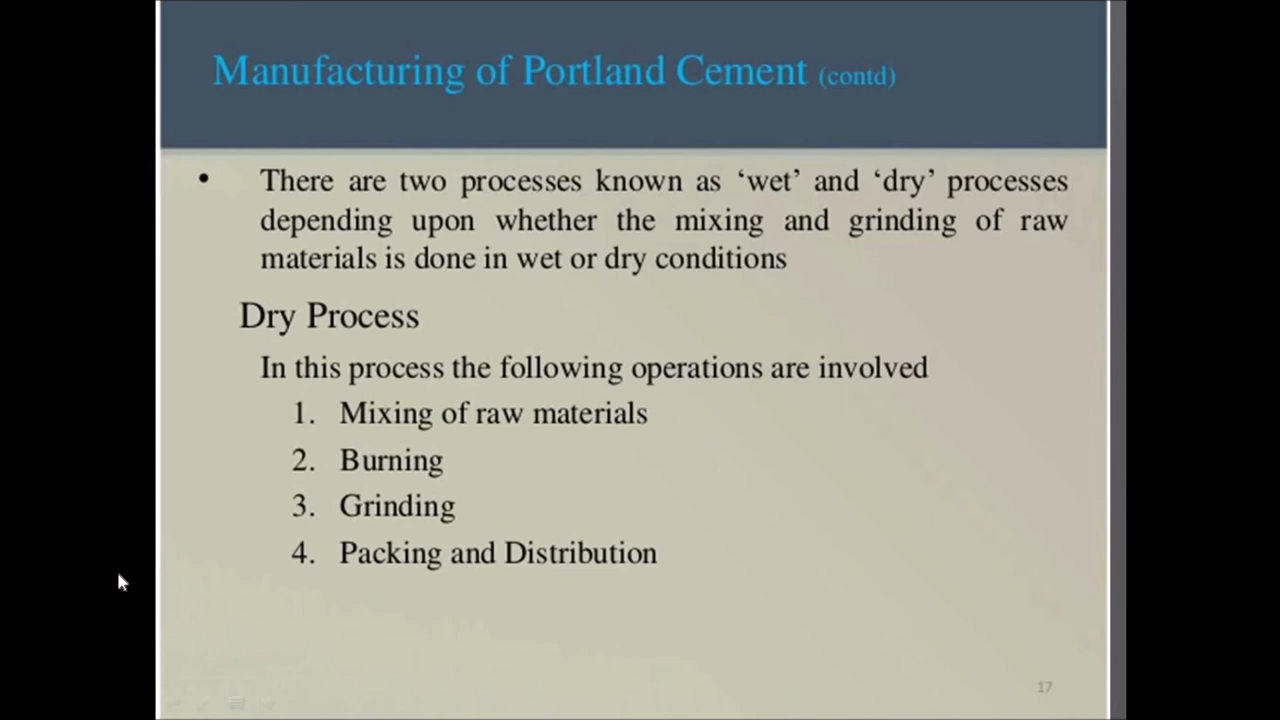 Manufacturing of Portland Cement (contd)
• There are two processes known as ‘wet’ and ‘dry’ processes
depending upon whether the mixing and grinding of raw
materials is done in wet or dry conditions
Dry Process
In this process the following operations are involved
1. Mixing of raw materials
2. Burning
3. Grinding
4. Packing and Distribution
17